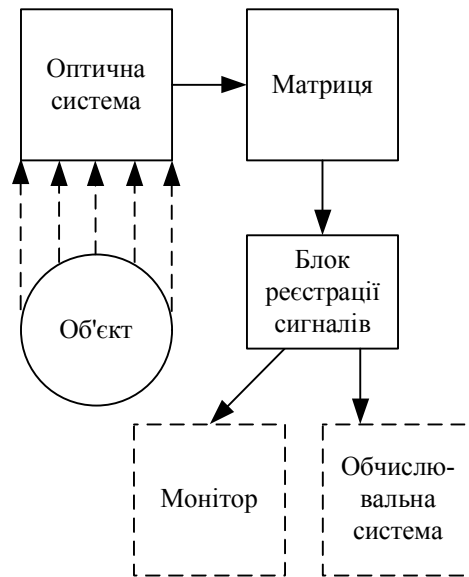 Оптична
система
Матриця
Об'єкт
Блок
реєстрації
сигналів
Монітор
Обчислю-
вальна
система